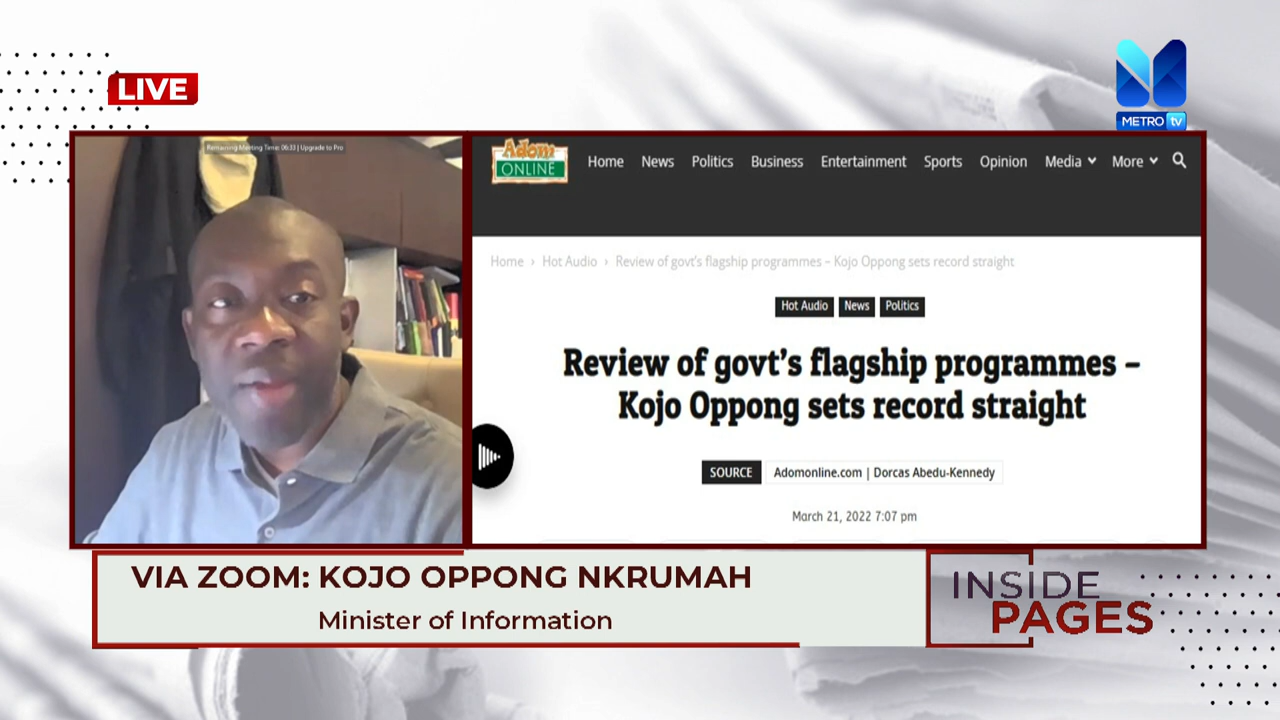 LIVE
METRO tv
Remaining Meeting Time: 06:33 | Upgrade to Pro
Adom
ONLINE
Home News Politics Business Entertainment Sports Opinion Media More
Home › Hot Audio › Review of govt's flagship programmes – Kojo Oppong sets record straight
Hot Audio News Politics
Review of govt's flagship programmes –
Kojo Oppong sets record straight
SOURCE Adomonline.com | Dorcas Abedu-Kennedy
March 21, 2022 7:07 pm
VIA ZOOM: KOJO OPPONG NKRUMAH
Minister of Information
INSIDE
PAGES